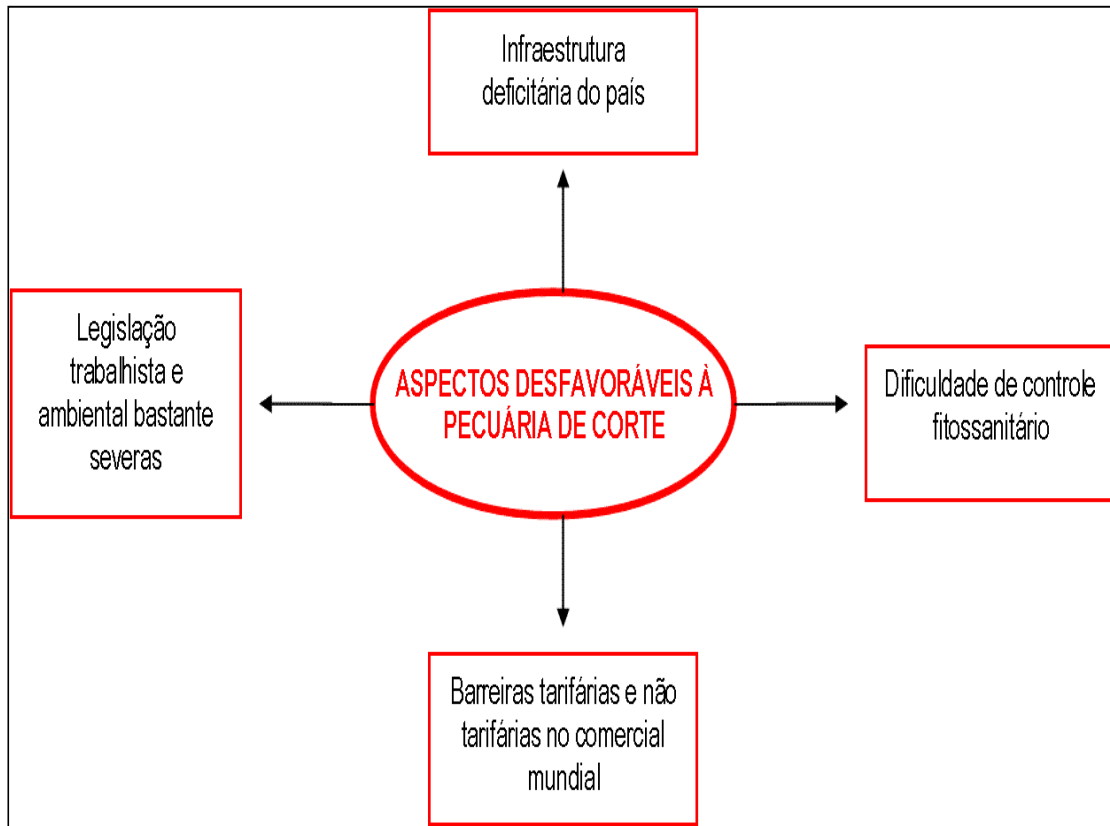 Infraestrutura
deficitária do país
Legislação
trabalhista e
ambiental bastante
severas
ASPECTOS DESFAVORÁVEIS À
PECUÁRIA DE CORTE
Dificuldade de controle
fitossanitário
Barreiras tarifárias e não
tarifárias no comercial
mundial